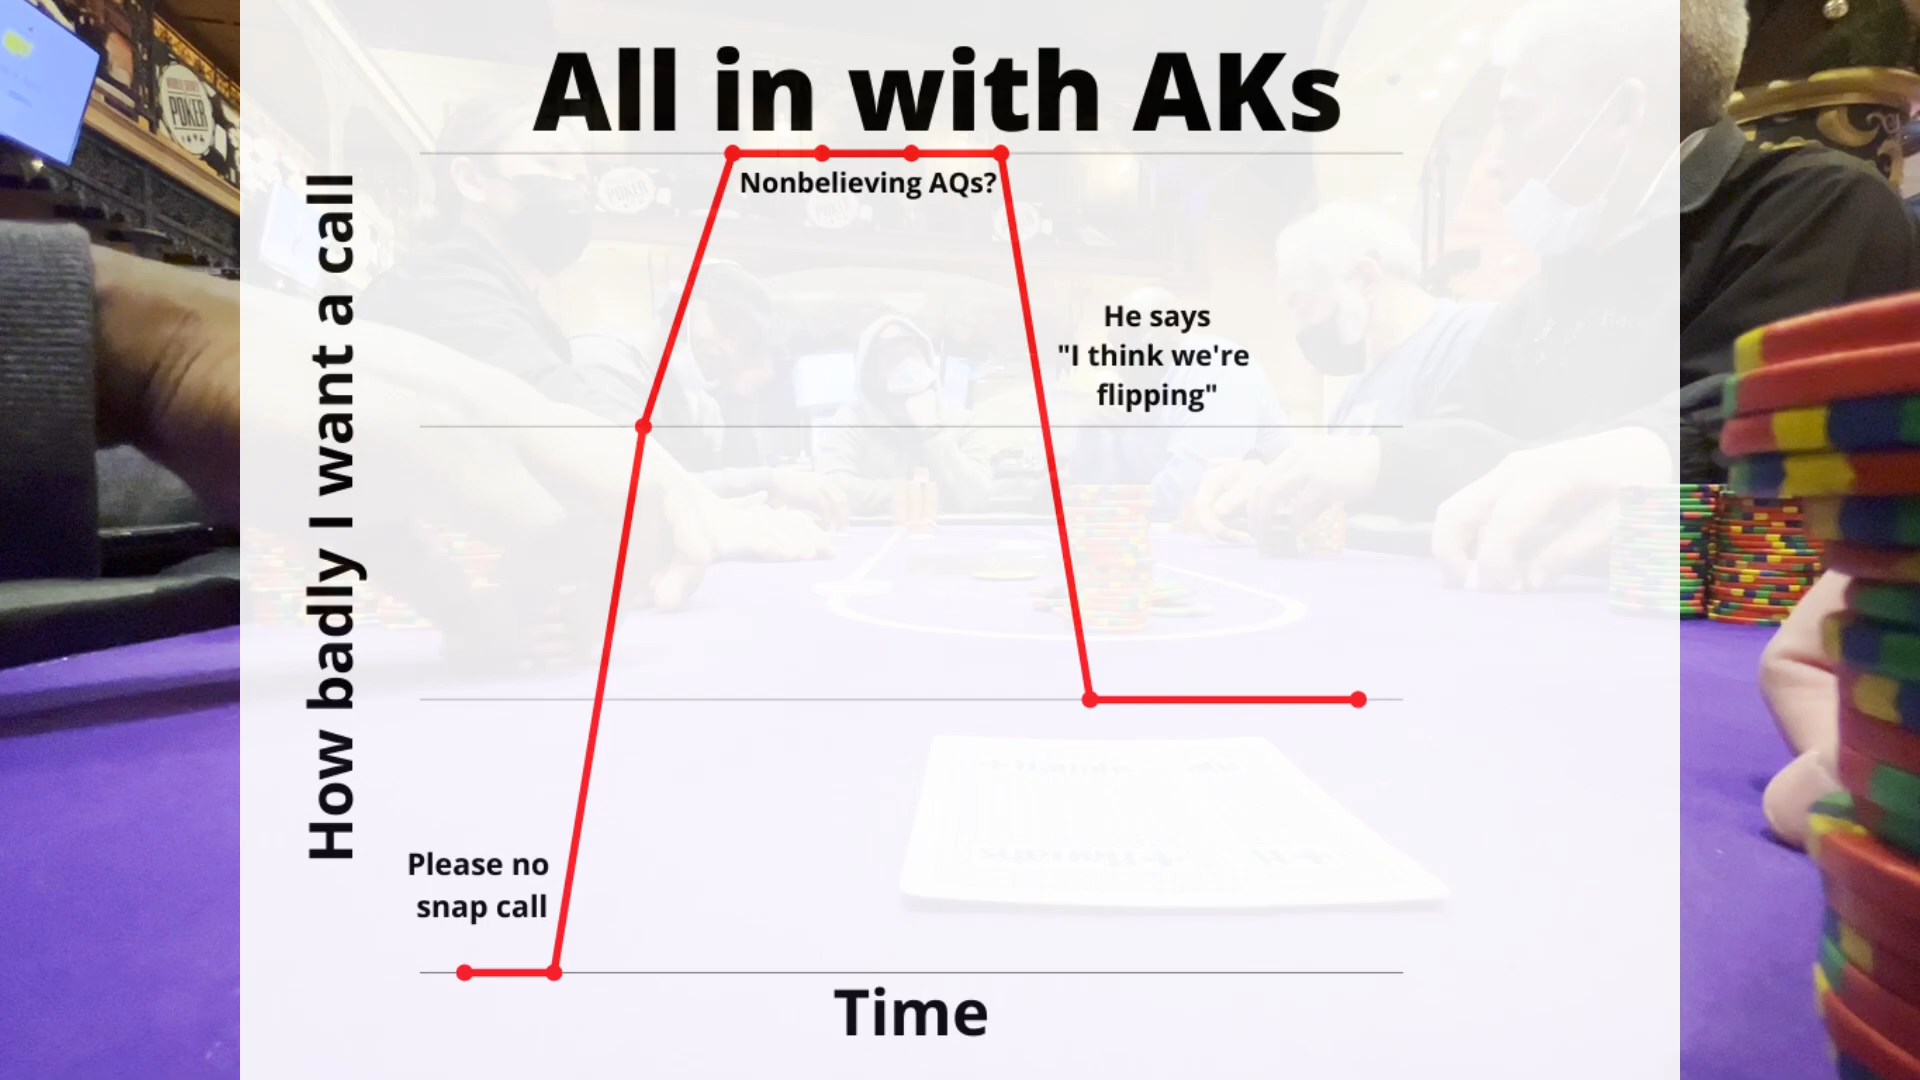 All in with AKs
How badly I want a call
Nonbelieving AQs?
He says
"I think we're
flipping"
Please no
snap call
Time
POKER